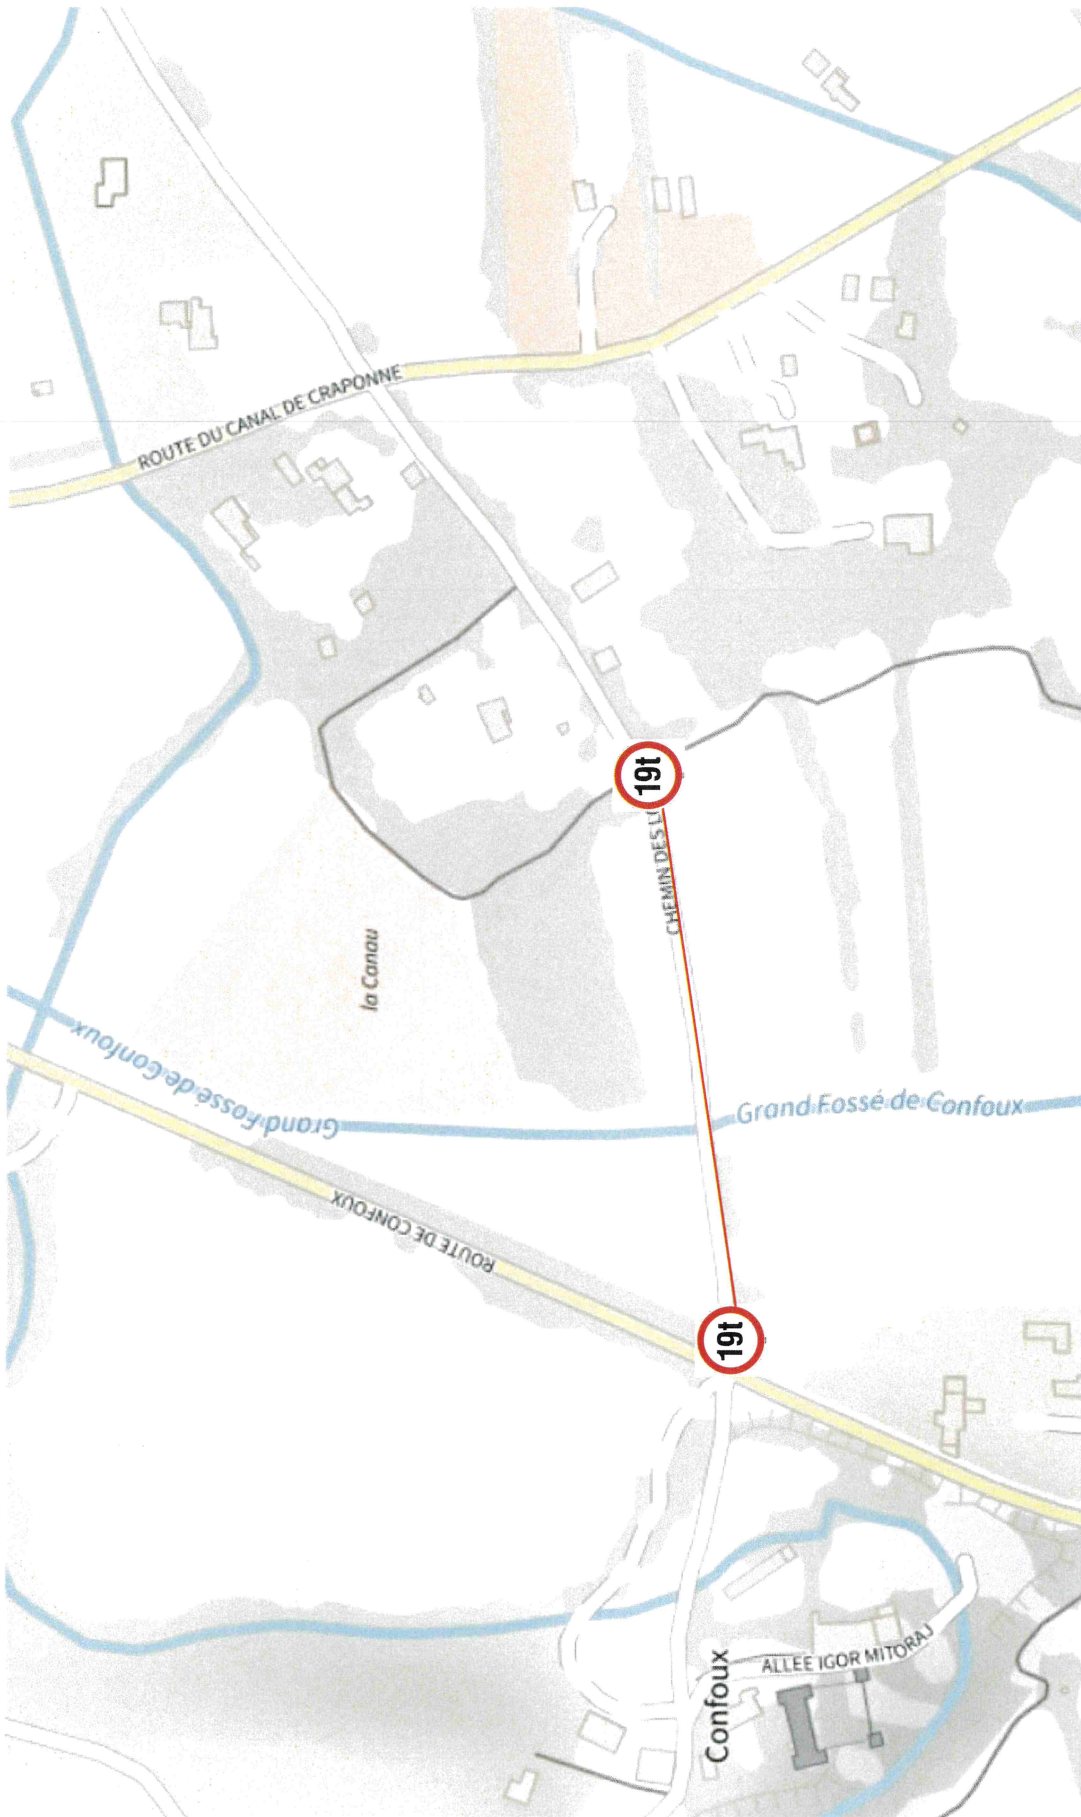 ROUTE DU CANAL DE CRAPONNE
19t
CHEMIN DES
la Canau
Grand Fossé de Confoux
Grand Fossé de Confoux
ROUTE DE CONFOUX
19t
Confoux
ALLEE IGOR MITORAJ